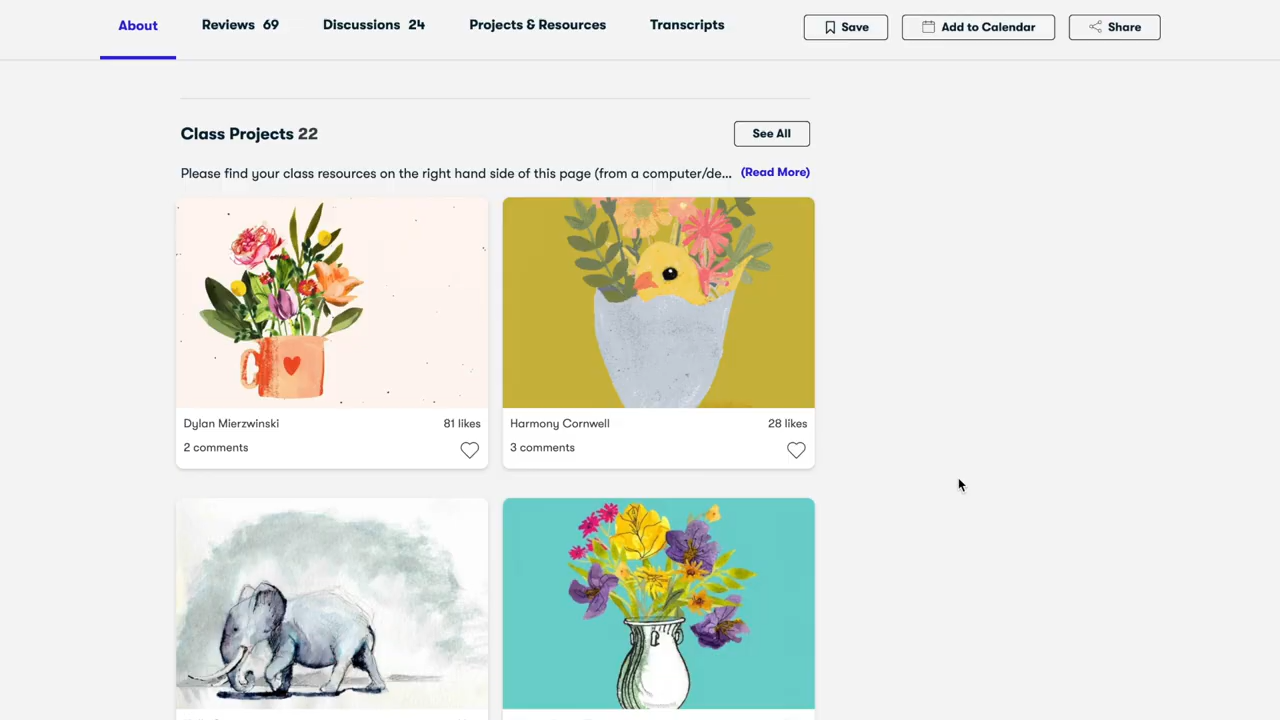 About Reviews 69 Discussions 24 Projects & Resources Transcripts Save Add to Calendar Share
Class Projects 22 See All
Please find your class resources on the right hand side of this page (from a computer/de... (Read More)
Dylan Mierzwinski 81 likes
2 comments
Harmony Cornwell 28 likes
3 comments